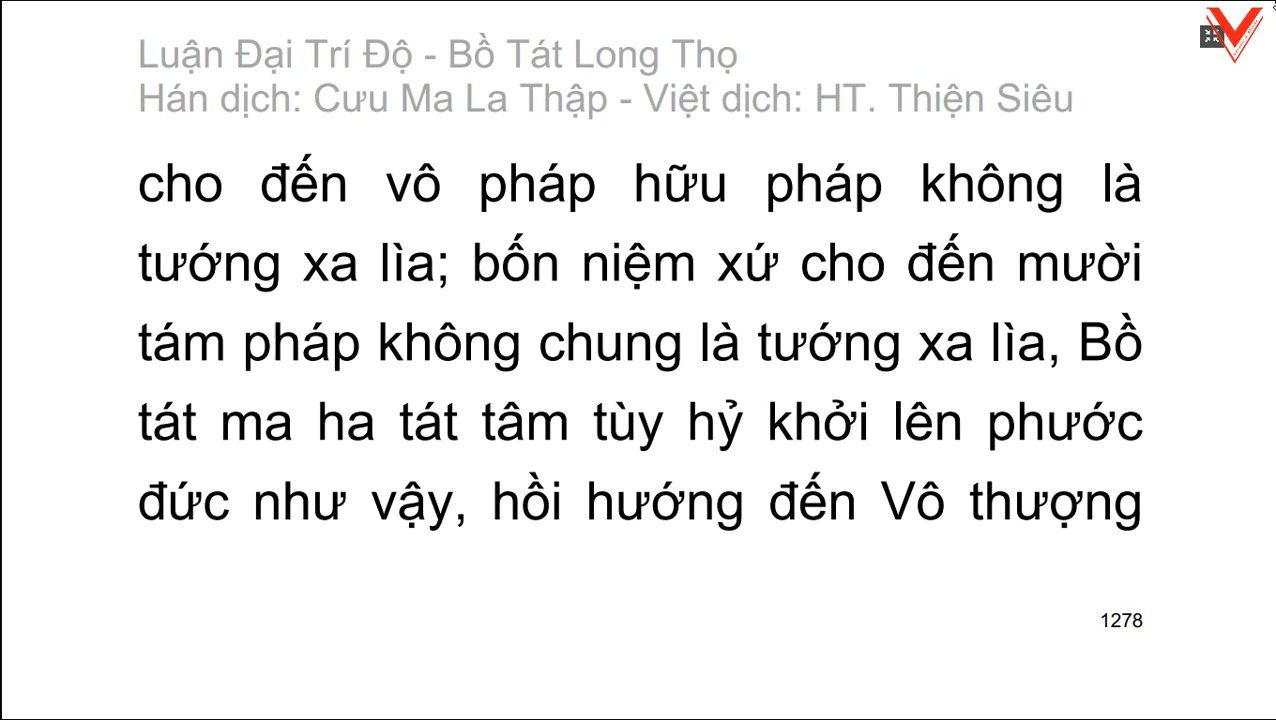 Luận Đại Trí Độ - Bồ Tát Long Thọ
Hán dịch: Cưu Ma La Thập - Việt dịch: HT. Thiện Siêu
cho đến vô pháp hữu pháp không là
tướng xa lìa; bốn niệm xứ cho đến mười
tám pháp không chung là tướng xa lìa, Bồ
tát ma ha tát tâm tùy hỷ khởi lên phước
đức như vậy, hồi hướng đến Vô thượng
1278